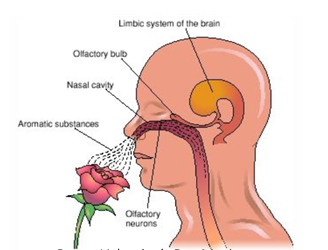 Limbic system of the brain
Olfactory bulb
Nasal cavity
Aromatic substances
Olfactory
neurons